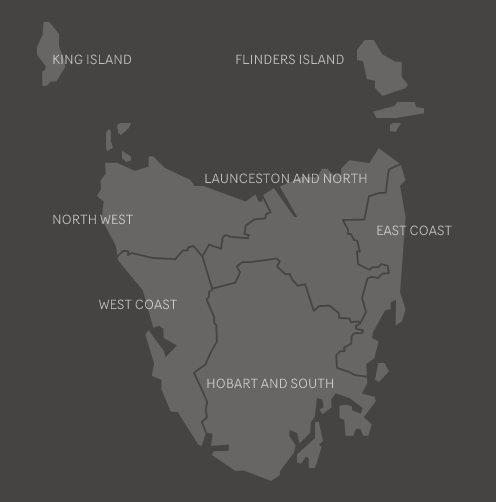 KING ISLAND
FLINDERS ISLAND
LAUNCESTON AND NORTH
NORTH WEST
EAST COAST
WEST COAST
HOBART AND SOUTH